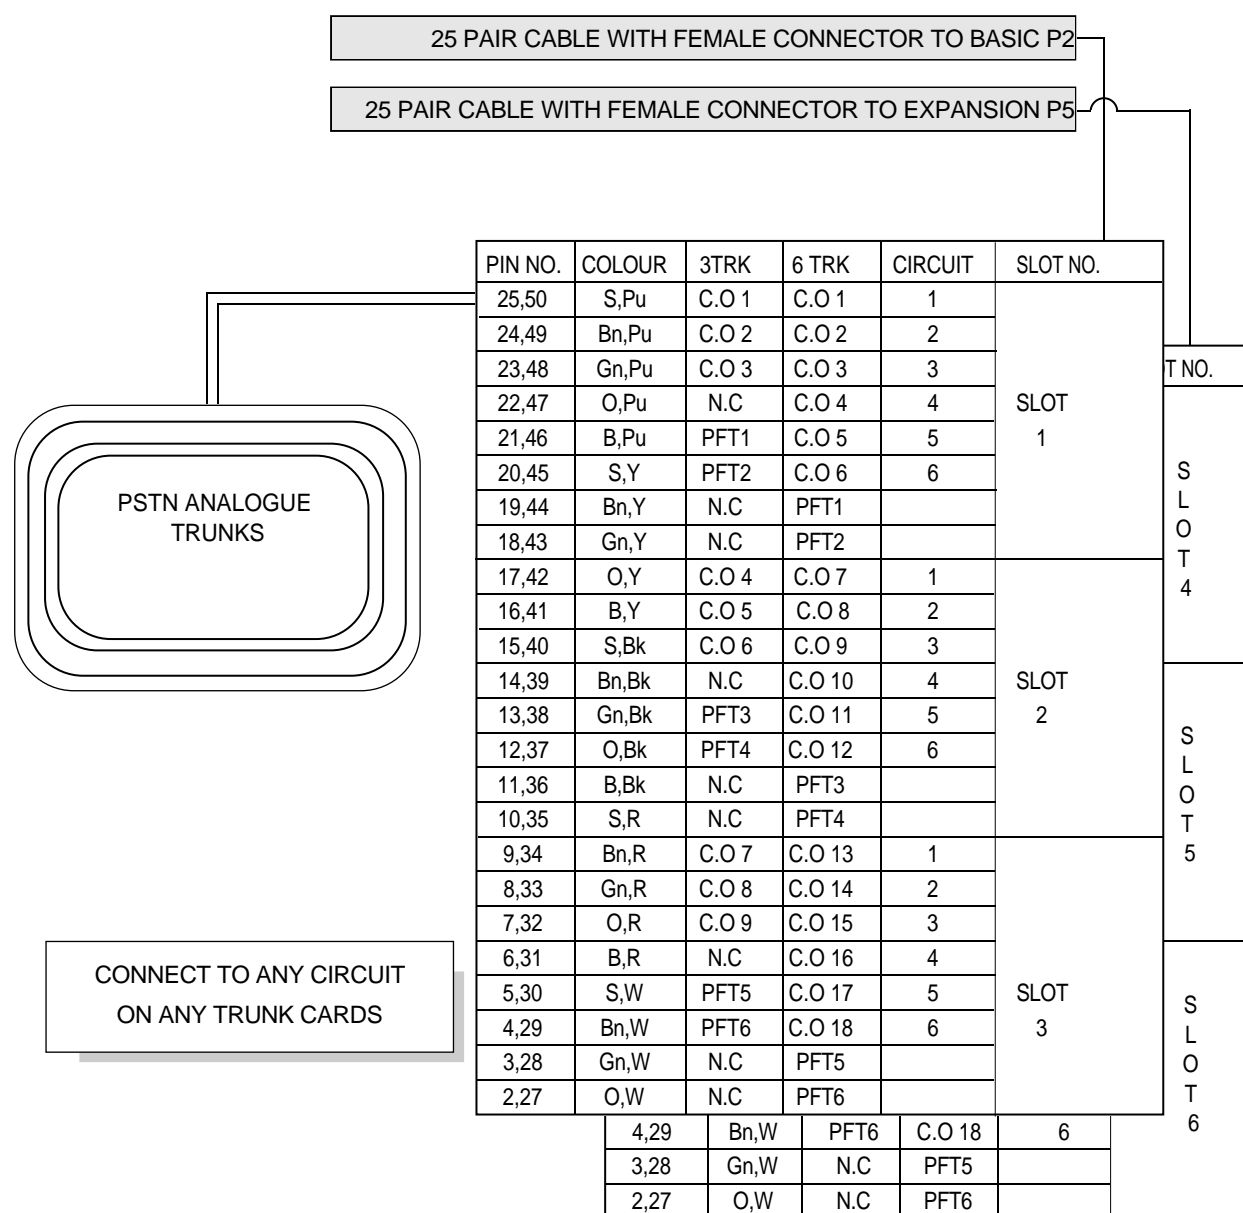 25 PAIR CABLE WITH FEMALE CONNECTOR TO BASIC P2
25 PAIR CABLE WITH FEMALE CONNECTOR TO EXPANSION P5
PIN NO. COLOUR 3TRK 6 TRK CIRCUIT SLOT NO.
25,50 S,Pu C.O 1 C.O 1 1
24,49 Bn,Pu C.O 2 C.O 2 2
23,48 Gn,Pu C.O 3 C.O 3 3
22,47 O,Pu N.C C.O 4 4 SLOT
21,46 B,Pu PFT1 C.O 5 5 1
20,45 S,Y PFT2 C.O 6 6
19,44 Bn,Y N.C PFT1
18,43 Gn,Y N.C PFT2
17,42 O,Y C.O 4 C.O 7 1
16,41 B,Y C.O 5 C.O 8 2
15,40 S,Bk C.O 6 C.O 9 3
14,39 Bn,Bk N.C C.O 10 4 SLOT
13,38 Gn,Bk PFT3 C.O 11 5 2
12,37 O,Bk PFT4 C.O 12 6
11,36 B,Bk N.C PFT3
10,35 S,R N.C PFT4
9,34 Bn,R C.O 7 C.O 13 1
8,33 Gn,R C.O 8 C.O 14 2
7,32 O,R C.O 9 C.O 15 3
6,31 B,R N.C C.O 16 4
5,30 S,W PFT5 C.O 17 5 SLOT
4,29 Bn,W PFT6 C.O 18 6 3
3,28 Gn,W N.C PFT5
2,27 O,W N.C PFT6
4,29 Bn,W PFT6 C.O 18 6
3,28 Gn,W N.C PFT5
2,27 O,W N.C PFT6
T NO.
S
L
O
T
4
S
L
O
T
5
S
L
O
T
6
PSTN ANALOGUE
TRUNKS
CONNECT TO ANY CIRCUIT
ON ANY TRUNK CARDS